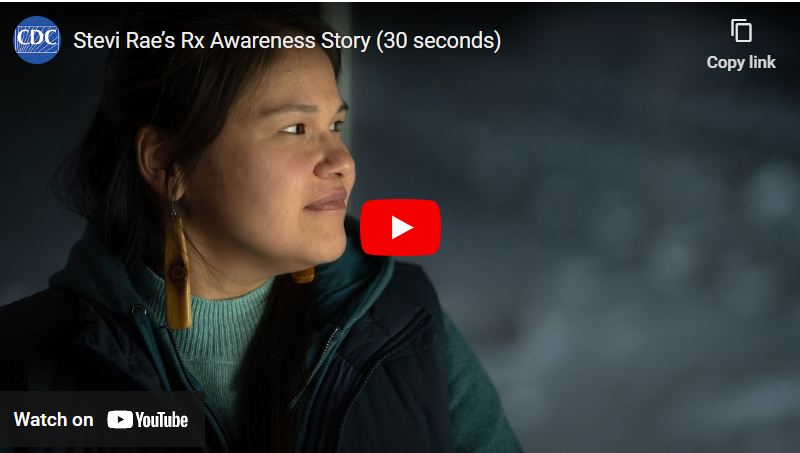 CDC
Stevi Rae’s Rx Awareness Story (30 seconds)
Copy link
Watch on YouTube